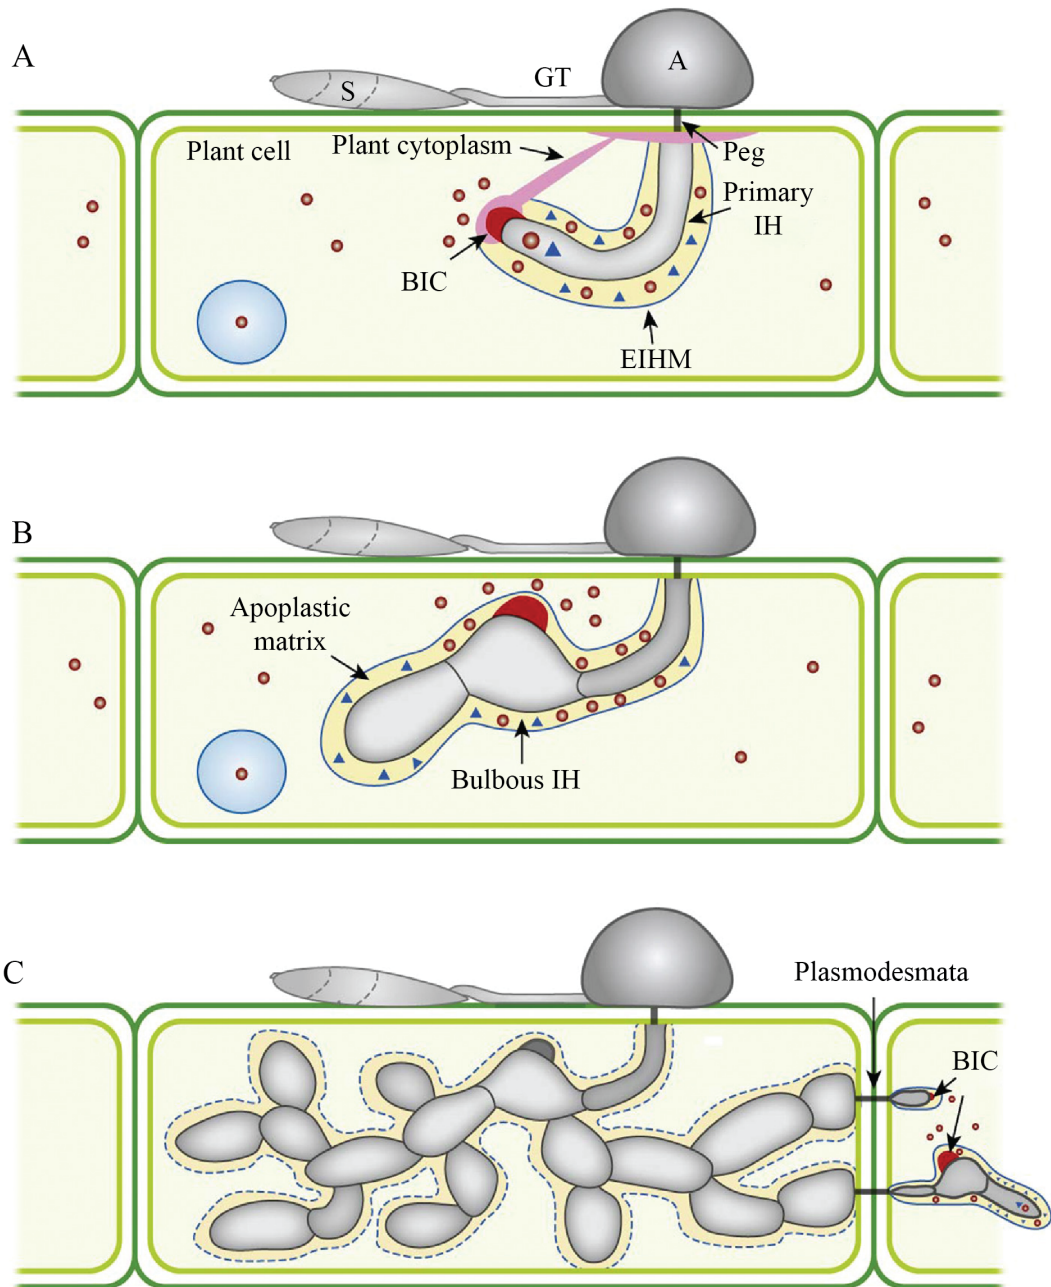 A
S
GT
A
Plant cell
Plant cytoplasm
Peg
Primary
IH
BIC
EIHM
B
Apoplastic
matrix
Bulbous IH
C
Plasmodesmata
BIC